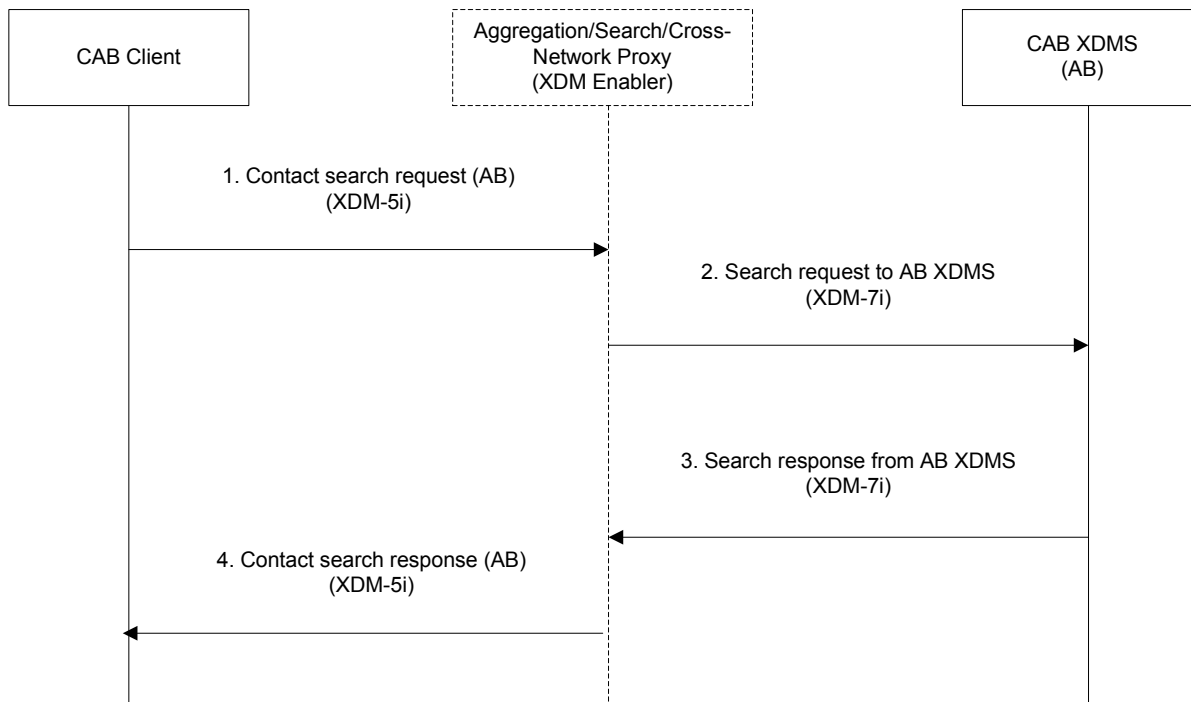 CAB Client
Aggregation/Search/Cross-
Network Proxy
(XDM Enabler)
CAB XDMS
(AB)
1. Contact search request (AB)
(XDM-5i)
2. Search request to AB XDMS
(XDM-7i)
3. Search response from AB XDMS
(XDM-7i)
4. Contact search response (AB)
(XDM-5i)